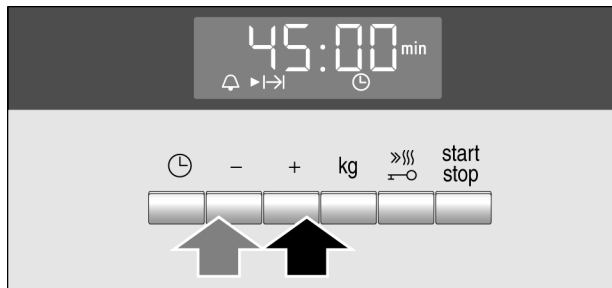 45:00 min
– + kg start
stop